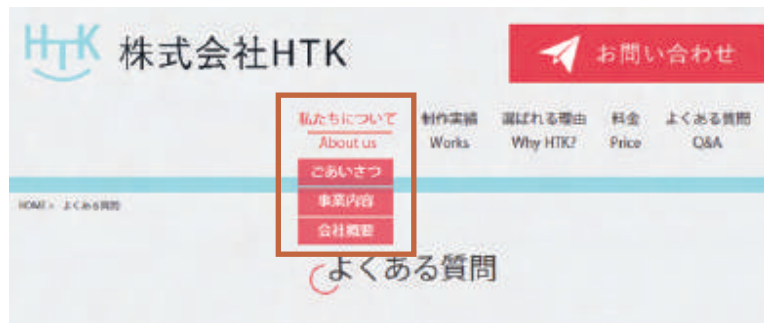 HTK 株式会社HTK
お問い合わせ
私たちについて 制作実績 選ばれる理由 料金 よくある質問
About us Works Why HTK? Price Q&A
ごあいさつ
事業内容
会社概要
HOME > よくある質問
よくある質問